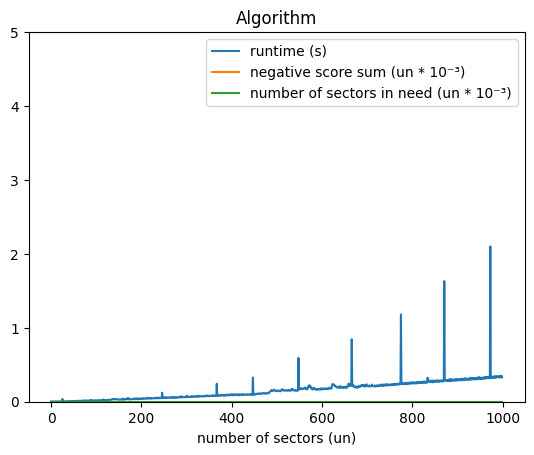 Algorithm
5
4
3
2
1
0
runtime (s)
negative score sum (un * 10⁻³)
number of sectors in need (un * 10⁻³)
0 200 400 600 800 1000
number of sectors (un)